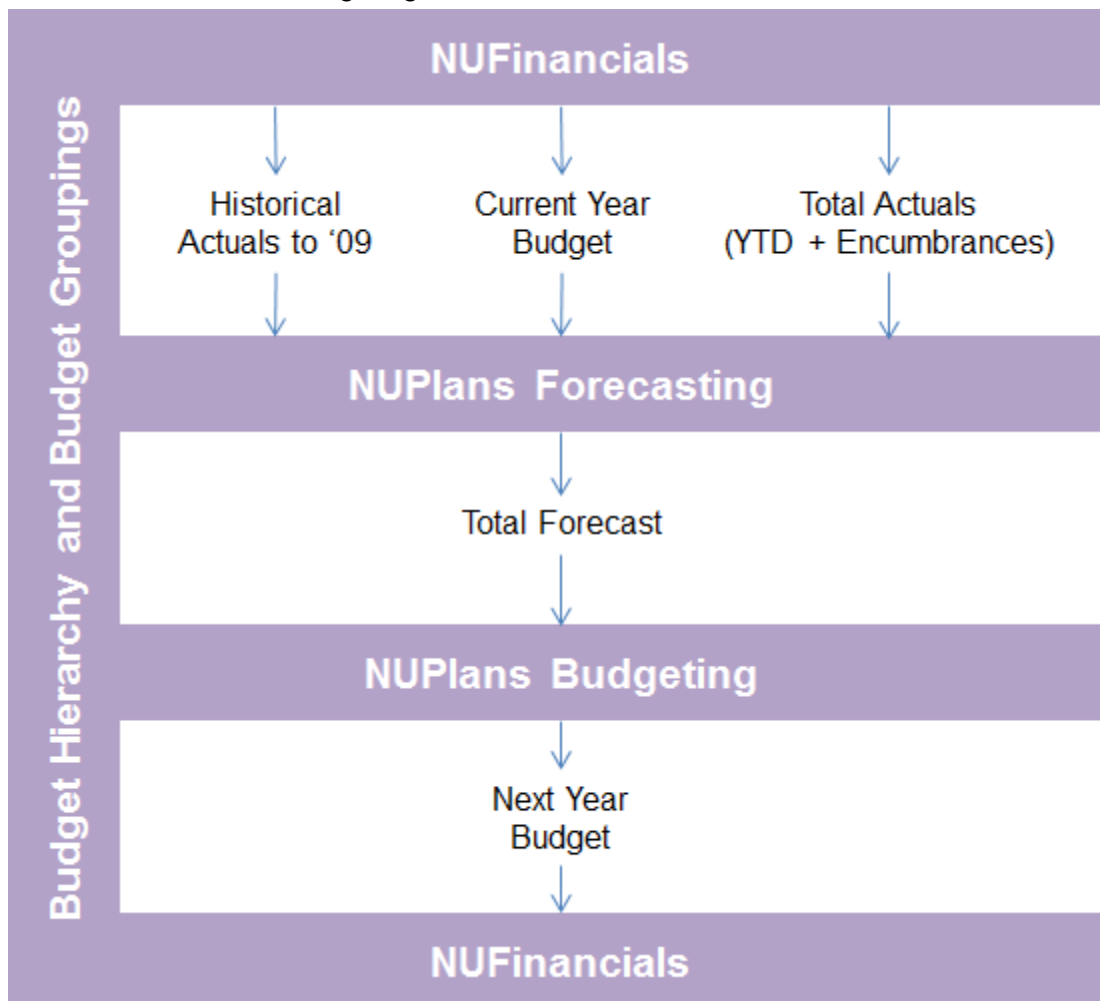 Budget Hierarchy and Budget Groupings
NUFinancials
Historical
Actuals to ‘09
Current Year
Budget
Total Actuals
(YTD + Encumbrances)
NUPlans Forecasting
Total Forecast
NUPlans Budgeting
Next Year
Budget
NUFinancials